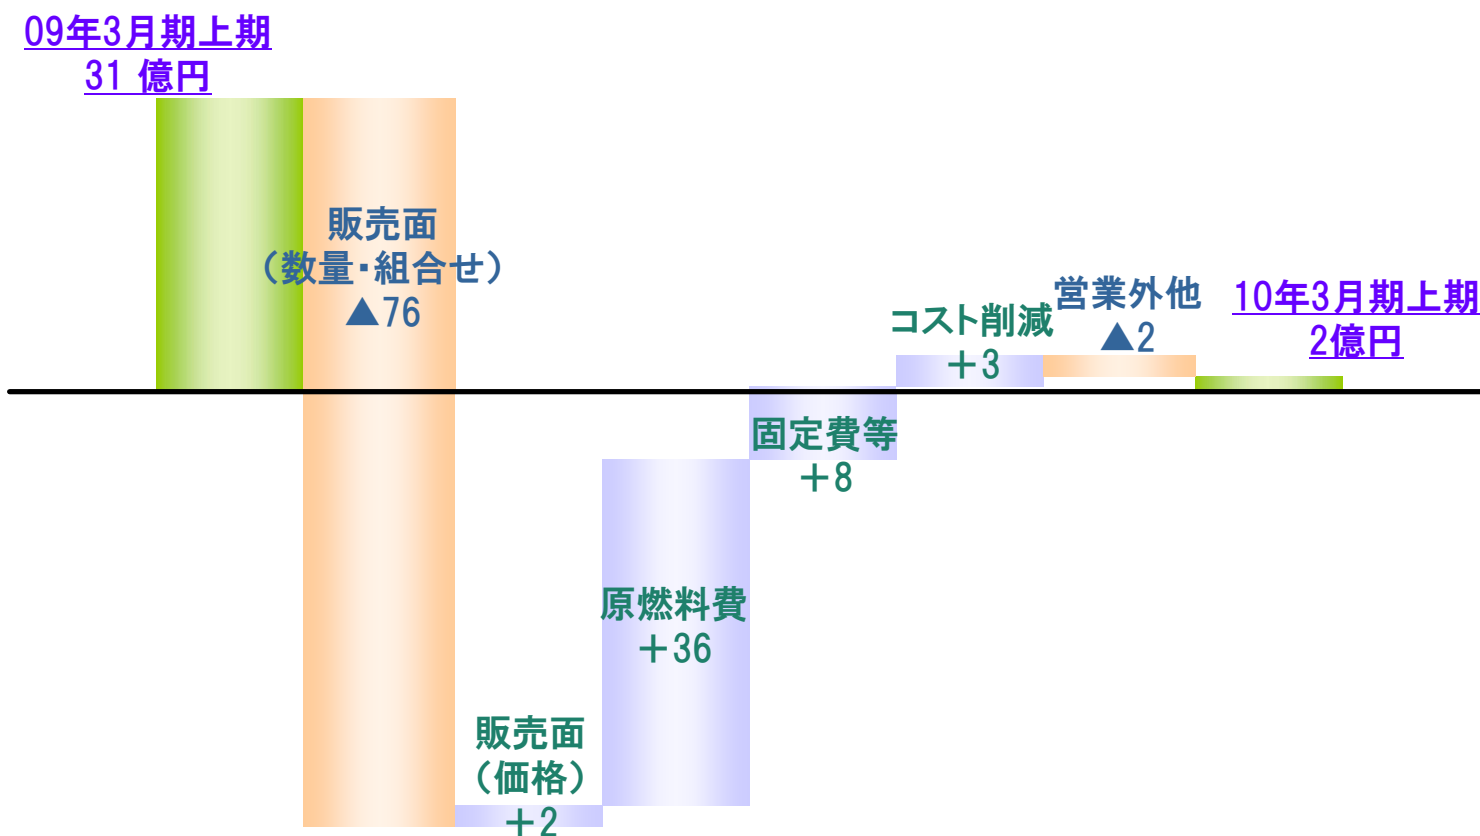 09年3月期上期
31 億円
販売面
（数量・組合せ）
▲76
販売面
（価格）
＋2
原燃料費
＋36
固定費等
＋8
コスト削減
＋3
営業外他
▲2
10年3月期上期
2億円